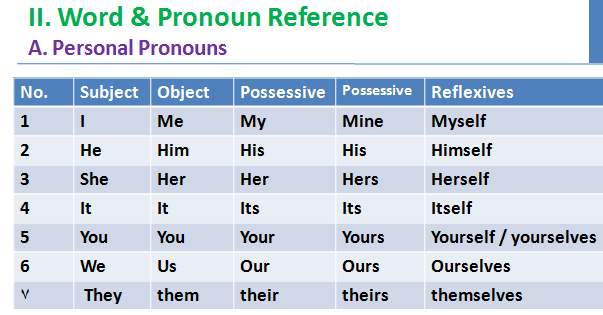 II. Word & Pronoun Reference
A. Personal Pronouns
No. Subject Object Possessive Possessive Reflexives
1 I Me My Mine Myself
2 He Him His His Himself
3 She Her Her Hers Herself
4 It It Its Its Itself
5 You You Your Yours Yourself / yourselves
6 We Us Our Ours Ourselves
٧ They them their theirs themselves